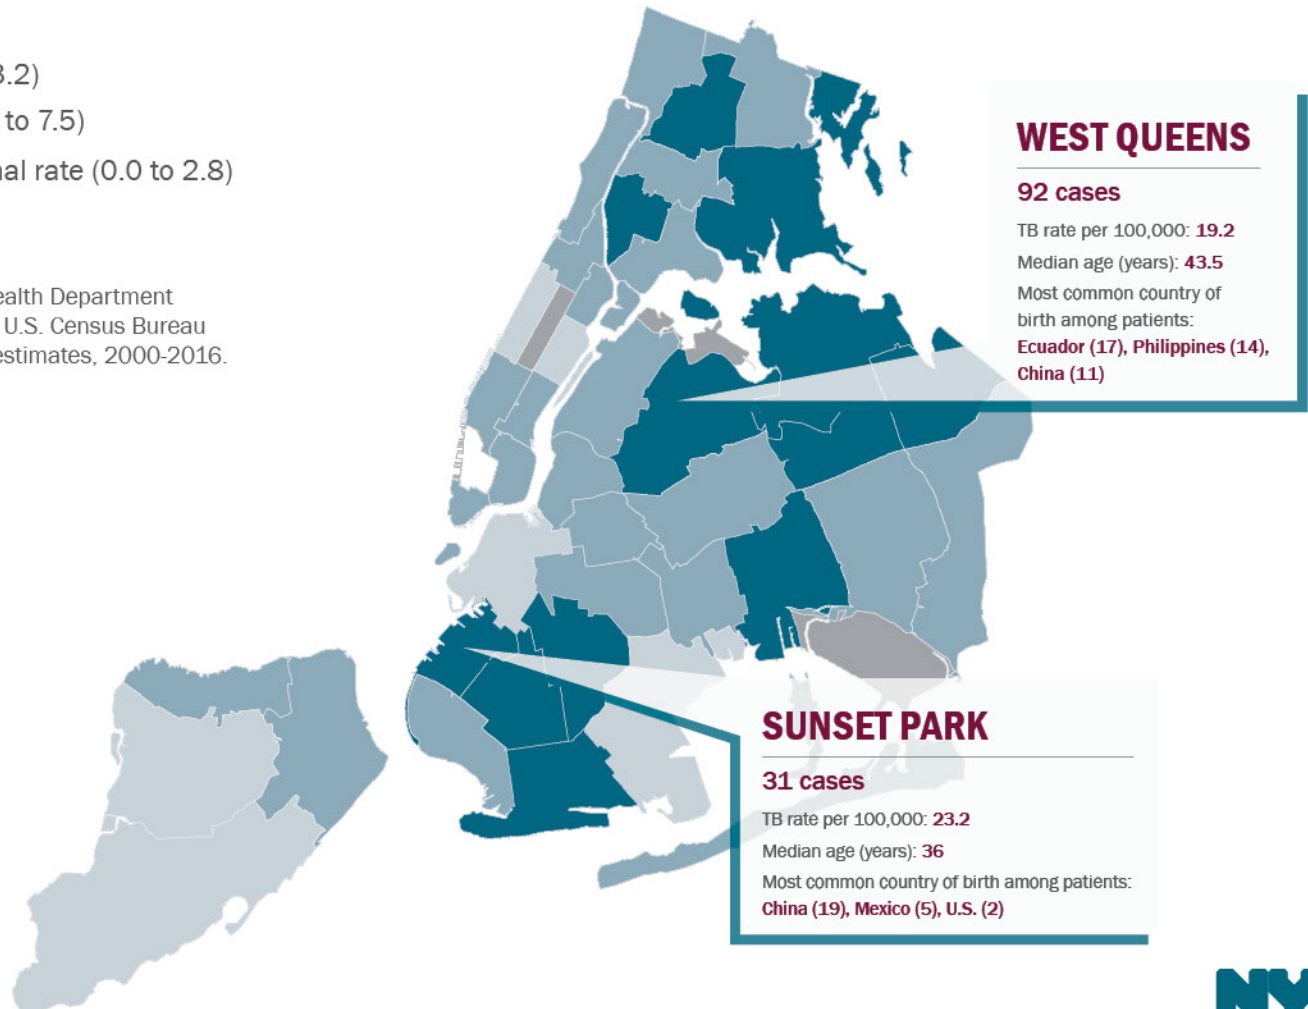 3.2)
to 7.5)
al rate (0.0 to 2.8)
ealth Department
U.S. Census Bureau
estimates, 2000-2016.
WEST QUEENS
92 cases
TB rate per 100,000: 19.2
Median age (years): 43.5
Most common country of
birth among patients:
Ecuador (17), Philippines (14),
China (11)
SUNSET PARK
31 cases
TB rate per 100,000: 23.2
Median age (years): 36
Most common country of birth among patients:
China (19), Mexico (5), U.S. (2)